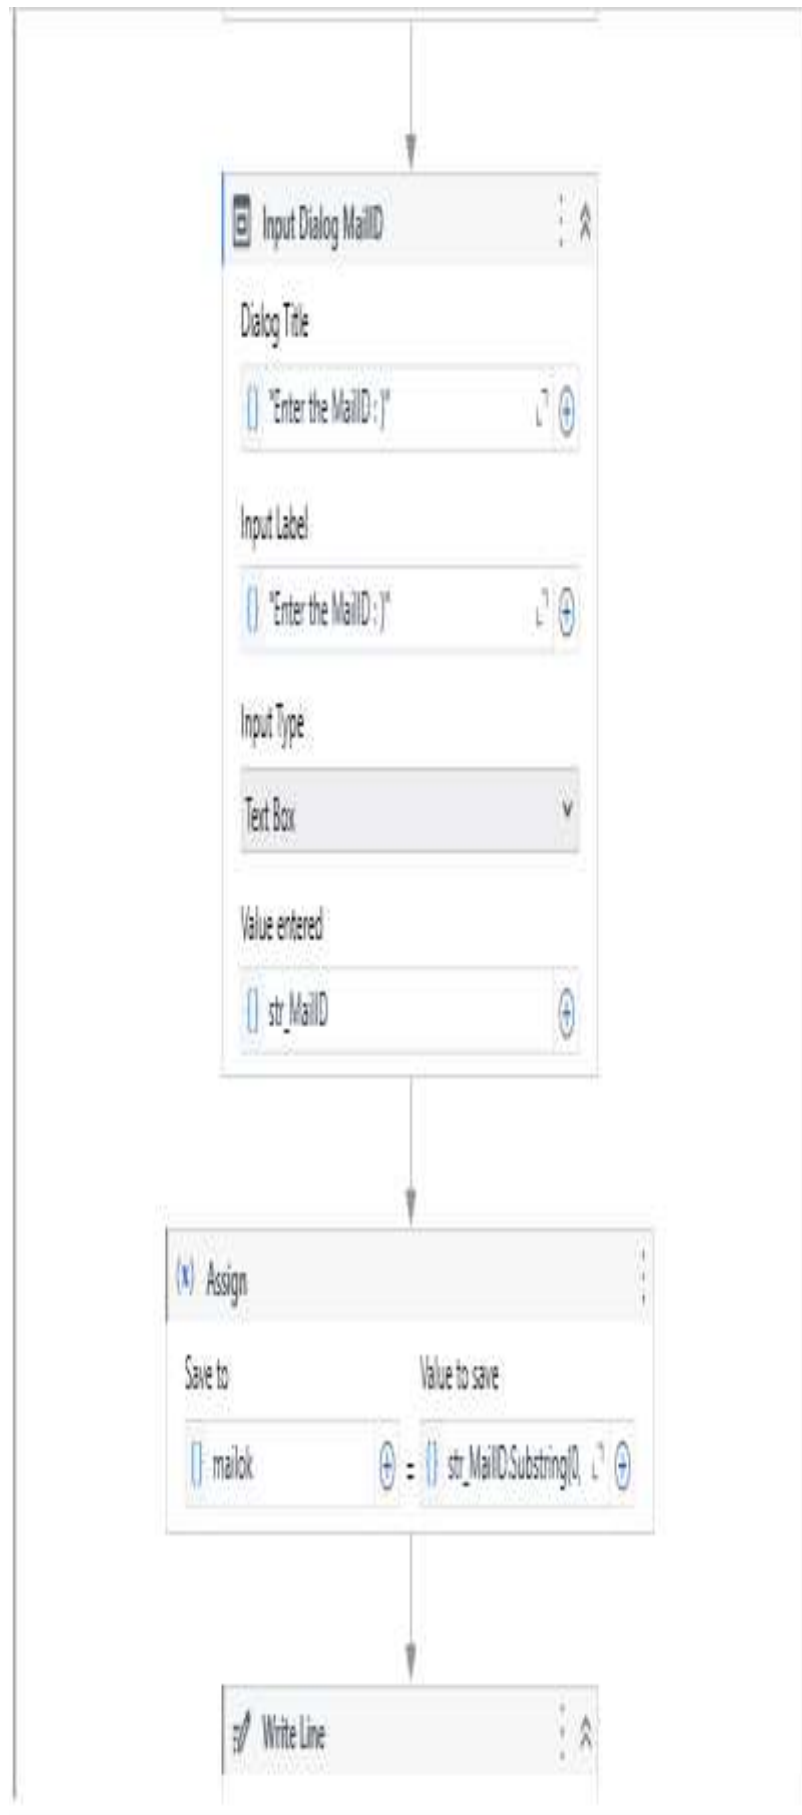 Input Dialog MailID
Dialog Title
"Enter the MailID : )"
Input Label
"Enter the MailID : )"
Input Type
Text Box
Value entered
str_MailID
Assign
Save to Value to save
mailok = str_MailID.Substring(0,
Write Line